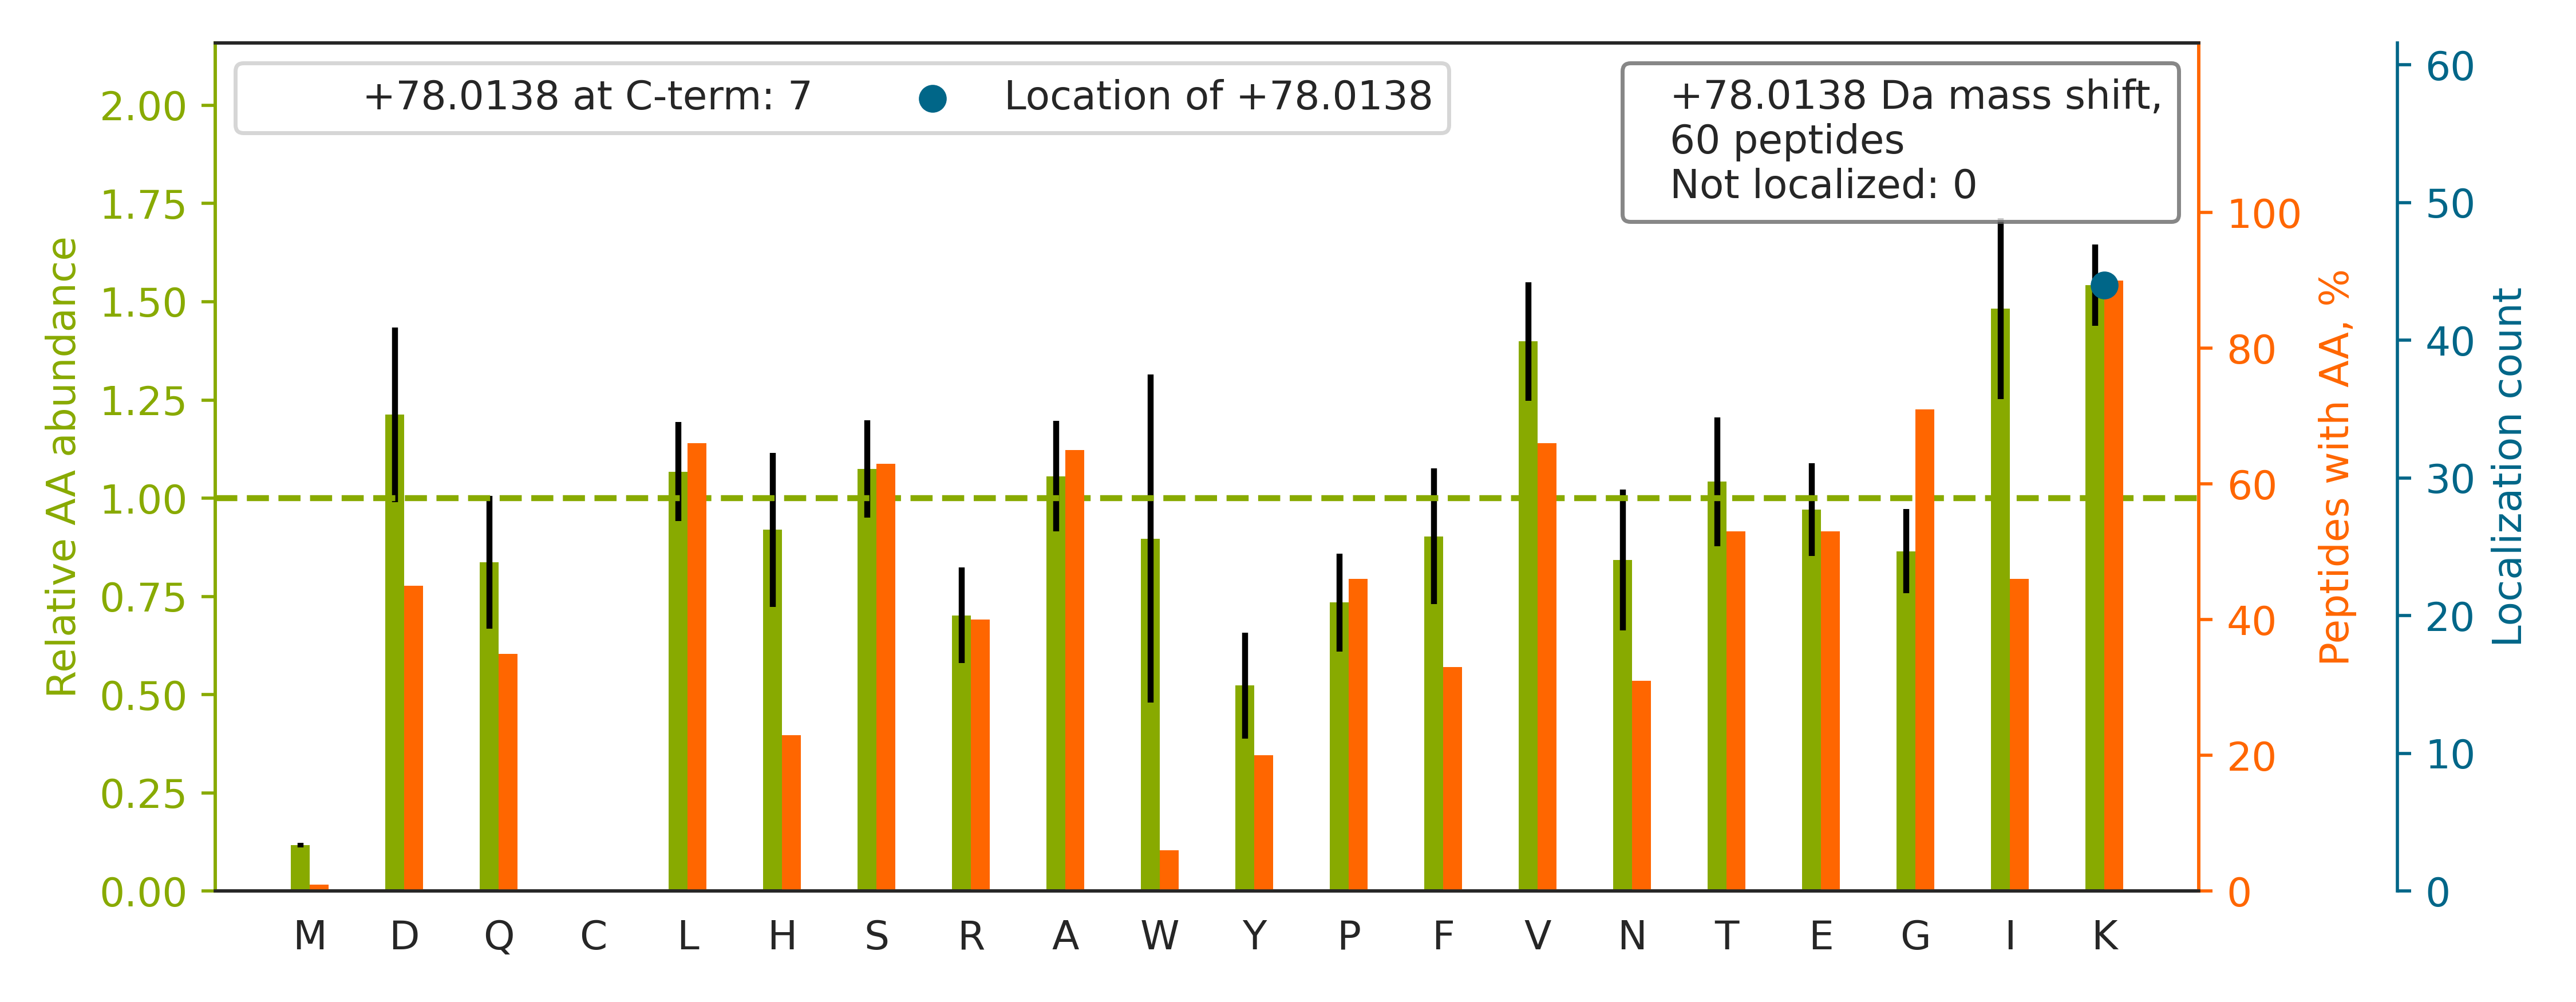 +78.0138 at C-term: 7
Location of +78.0138
+78.0138 Da mass shift,
60 peptides
Not localized: 0
Relative AA abundance
2.00
1.75
1.50
1.25
1.00
0.75
0.50
0.25
0.00
M D Q C L H S R A W Y P F V N T E G I K
100
80
60
40
20
0
Peptides with AA, %
60
50
40
30
20
10
0
Localization count